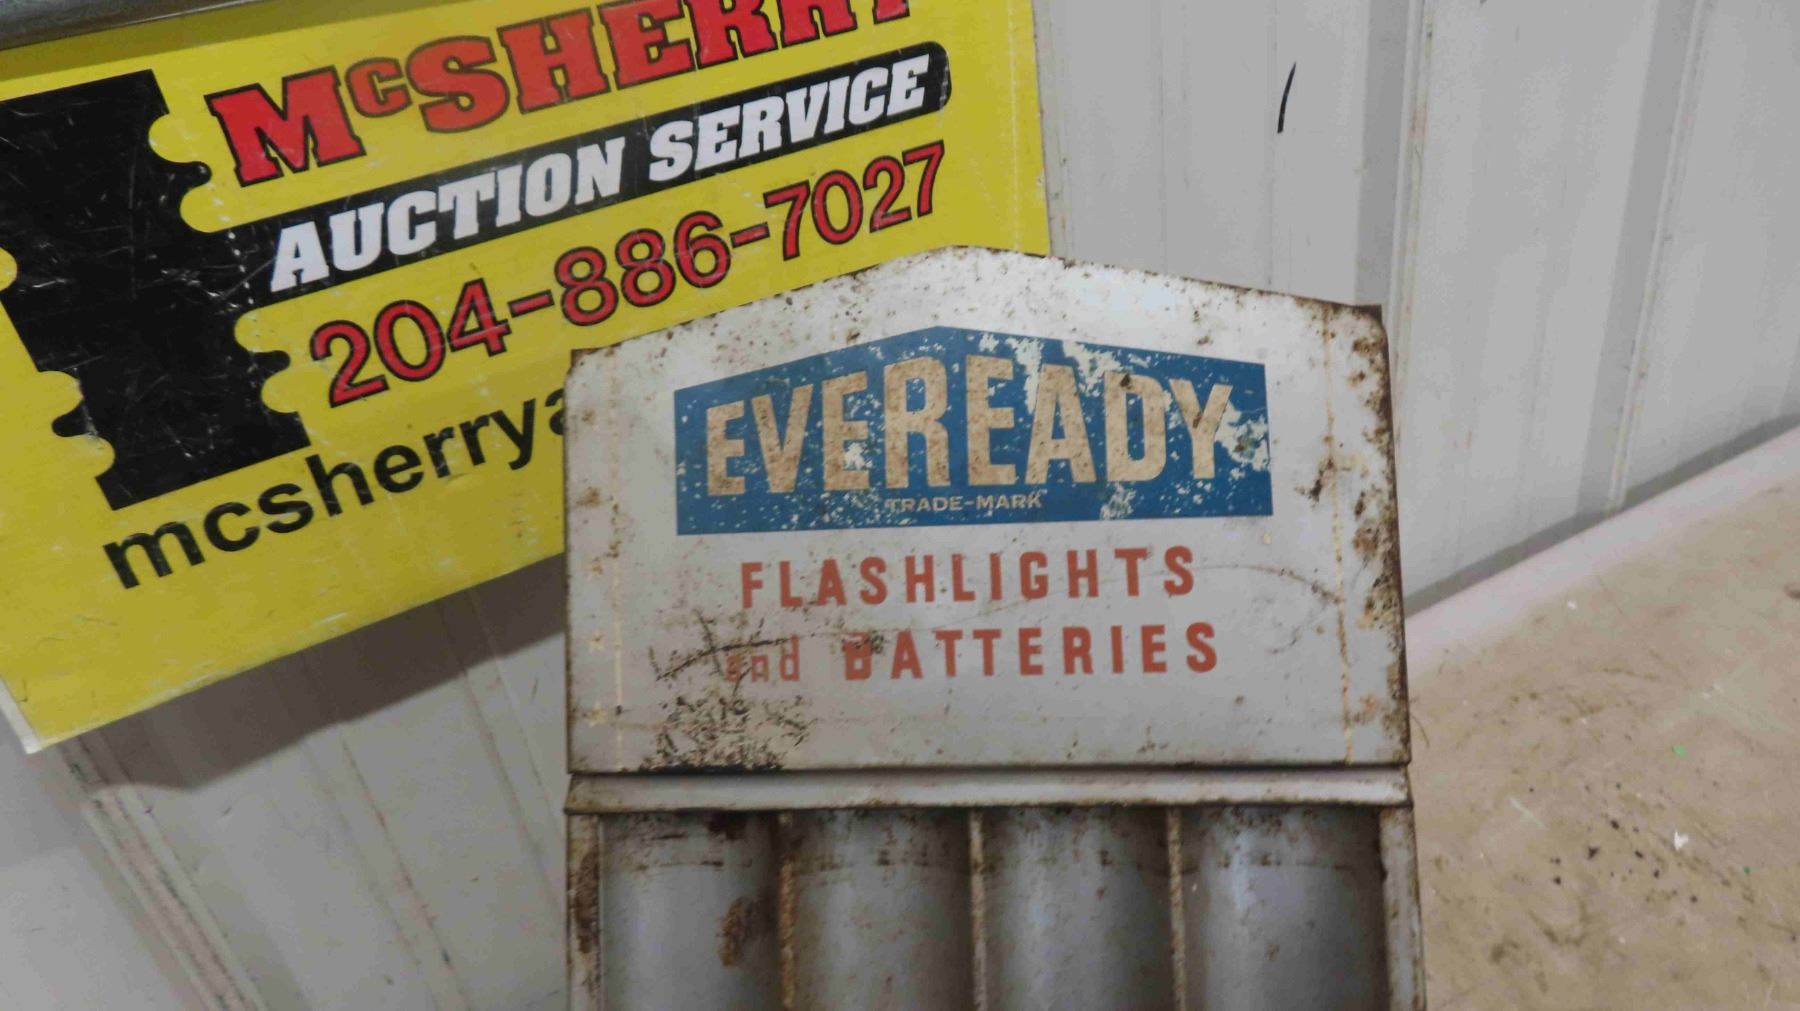 McSHERRY
AUCTION SERVICE
204-886-7027
mcsherrya
EVEREADY
TRADE-MARK
FLASHLIGHTS
and BATTERIES